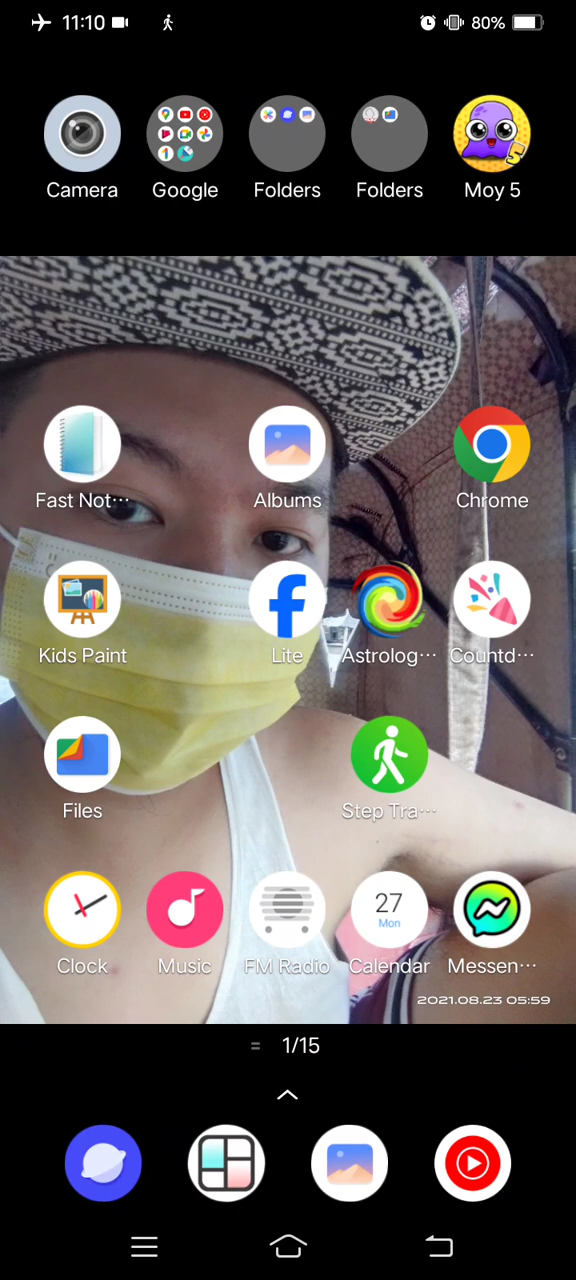 11:10
80%
Camera
Google
Folders
Folders
Moy 5
Fast Not···
Albums
Chrome
Kids Paint
Lite
Astrolog···
Countd···
Files
Step Tra···
27
Mon
Clock
Music
FM Radio
Calendar
Messen···
2021.08.23 05:59
1/15